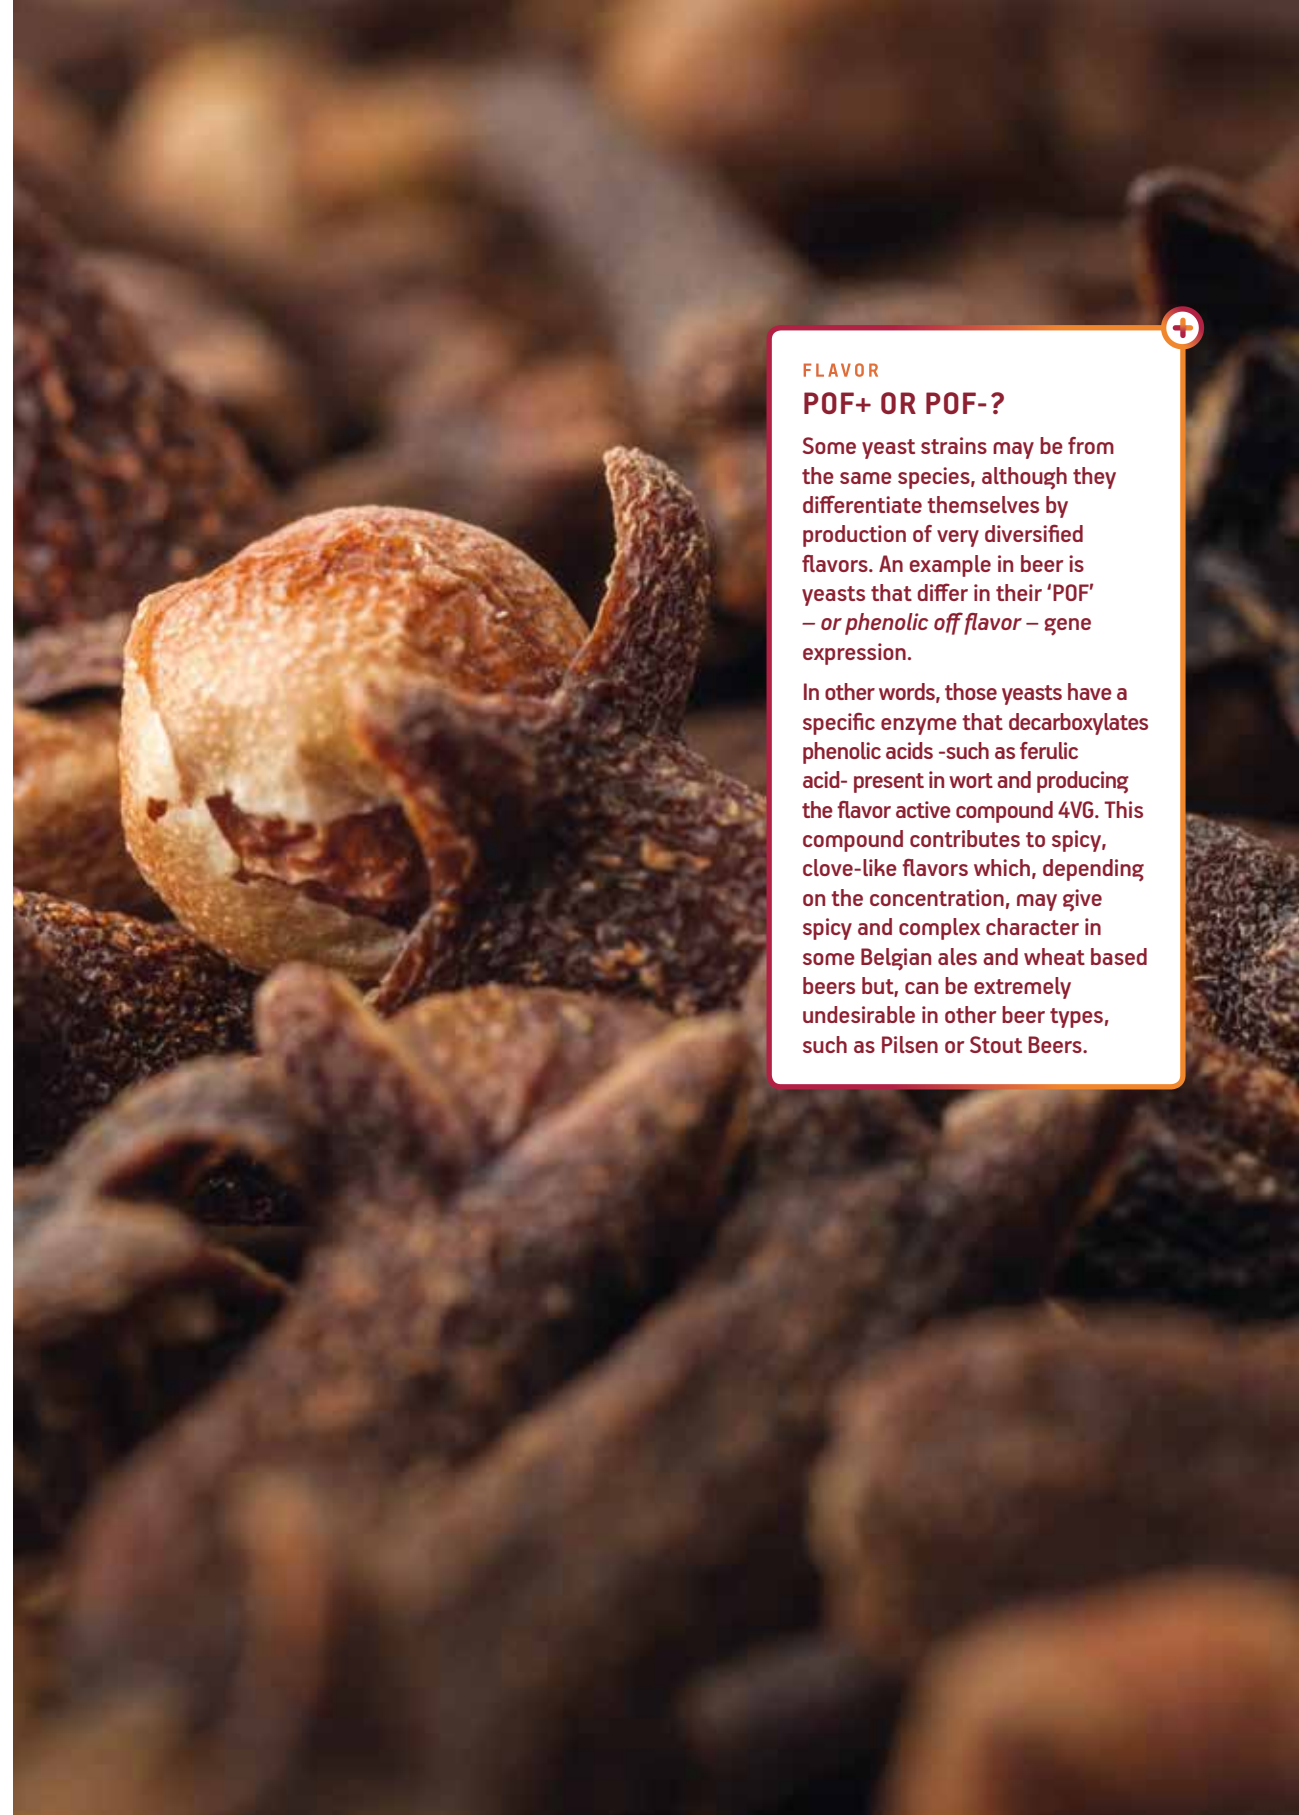 FLAVOR
POF+ OR POF-?
Some yeast strains may be from
the same species, although they
differentiate themselves by
production of very diversified
flavors. An example in beer is
yeasts that differ in their ‘POF’
– or phenolic off flavor – gene
expression.
In other words, those yeasts have a
specific enzyme that decarboxylates
phenolic acids -such as ferulic
acid- present in wort and producing
the flavor active compound 4VG. This
compound contributes to spicy,
clove-like flavors which, depending
on the concentration, may give
spicy and complex character in
some Belgian ales and wheat based
beers but, can be extremely
undesirable in other beer types,
such as Pilsen or Stout Beers.